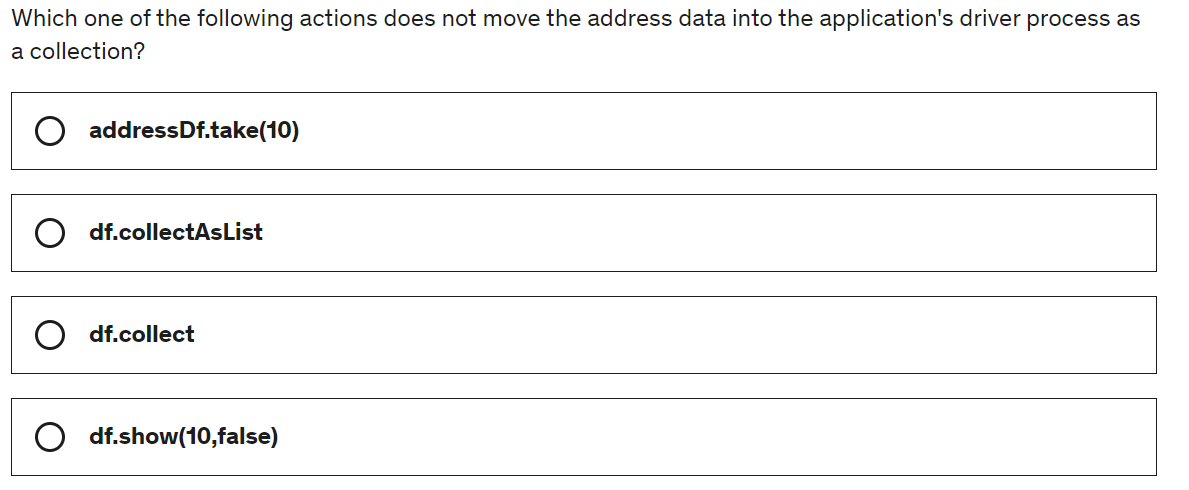 Which one of the following actions does not move the address data into the application's driver process as
a collection?
addressDf.take(10)
df.collectAsList
df.collect
df.show(10,false)